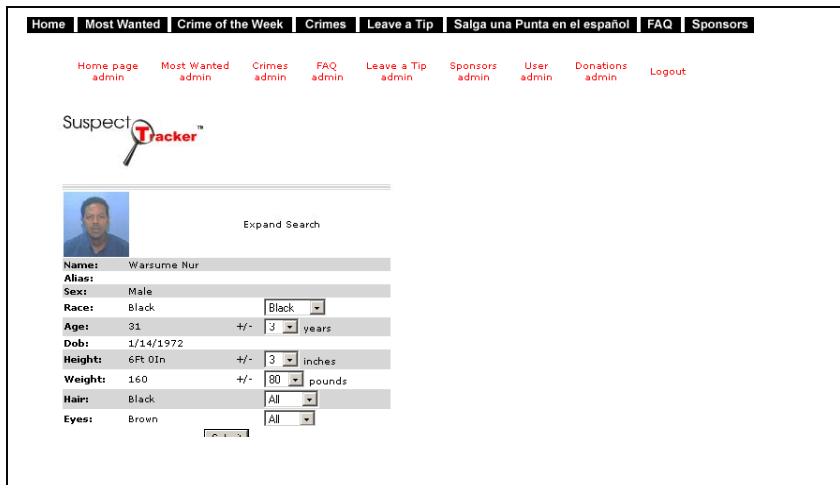 Home Most Wanted Crime of the Week Crimes Leave a Tip Salga una Punta en el español FAQ Sponsors
Home page admin Most Wanted admin Crimes admin FAQ admin Leave a Tip admin Sponsors admin User admin Donations admin Logout
Suspect Tracker™
Expand Search
Name: Warsume Nur
Alias:
Sex: Male
Race: Black Black
Age: 31 +/- 3 years
Dob: 1/14/1972
Height: 6Ft 0In +/- 3 inches
Weight: 160 +/- 80 pounds
Hair: Black All
Eyes: Brown All